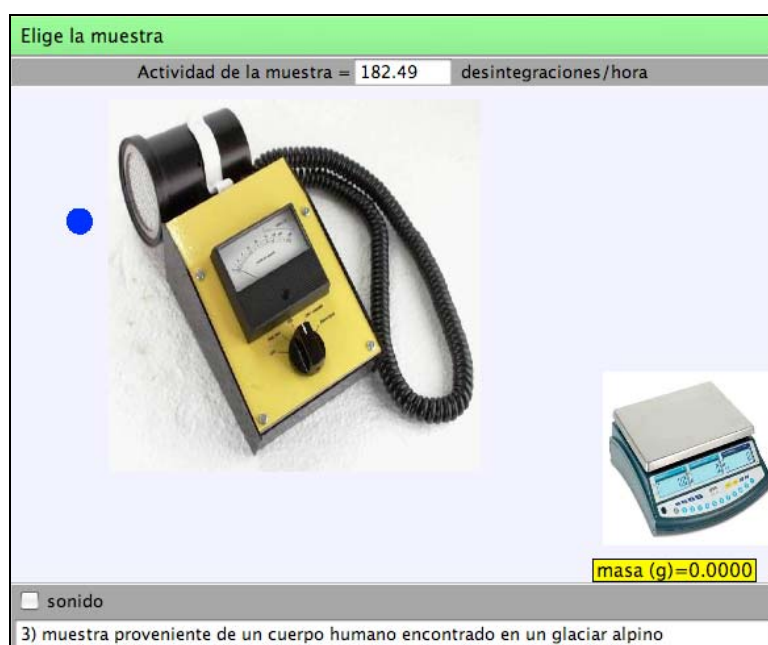 Elige la muestra
Actividad de la muestra = 182.49 desintegraciones/hora
masa (g)=0.0000
sonido
3) muestra proveniente de un cuerpo humano encontrado en un glaciar alpino